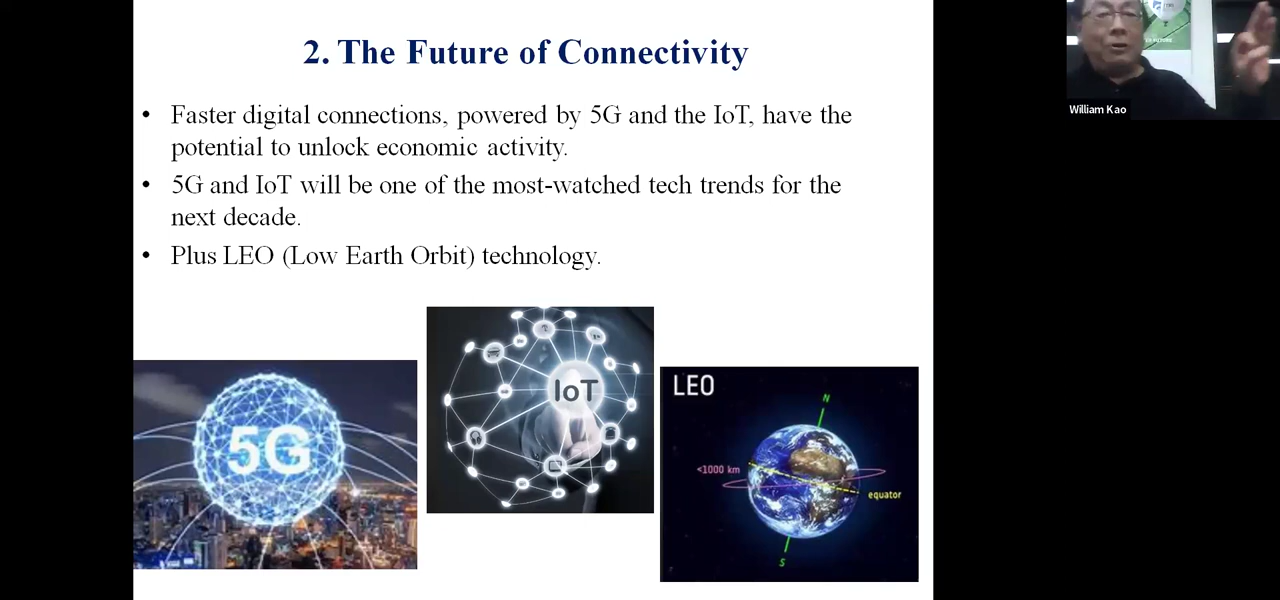 2. The Future of Connectivity
• Faster digital connections, powered by 5G and the IoT, have the
potential to unlock economic activity.
• 5G and IoT will be one of the most-watched tech trends for the
next decade.
• Plus LEO (Low Earth Orbit) technology.
5G
IoT
LEO
N
<1000 km
equator
S
William Kao